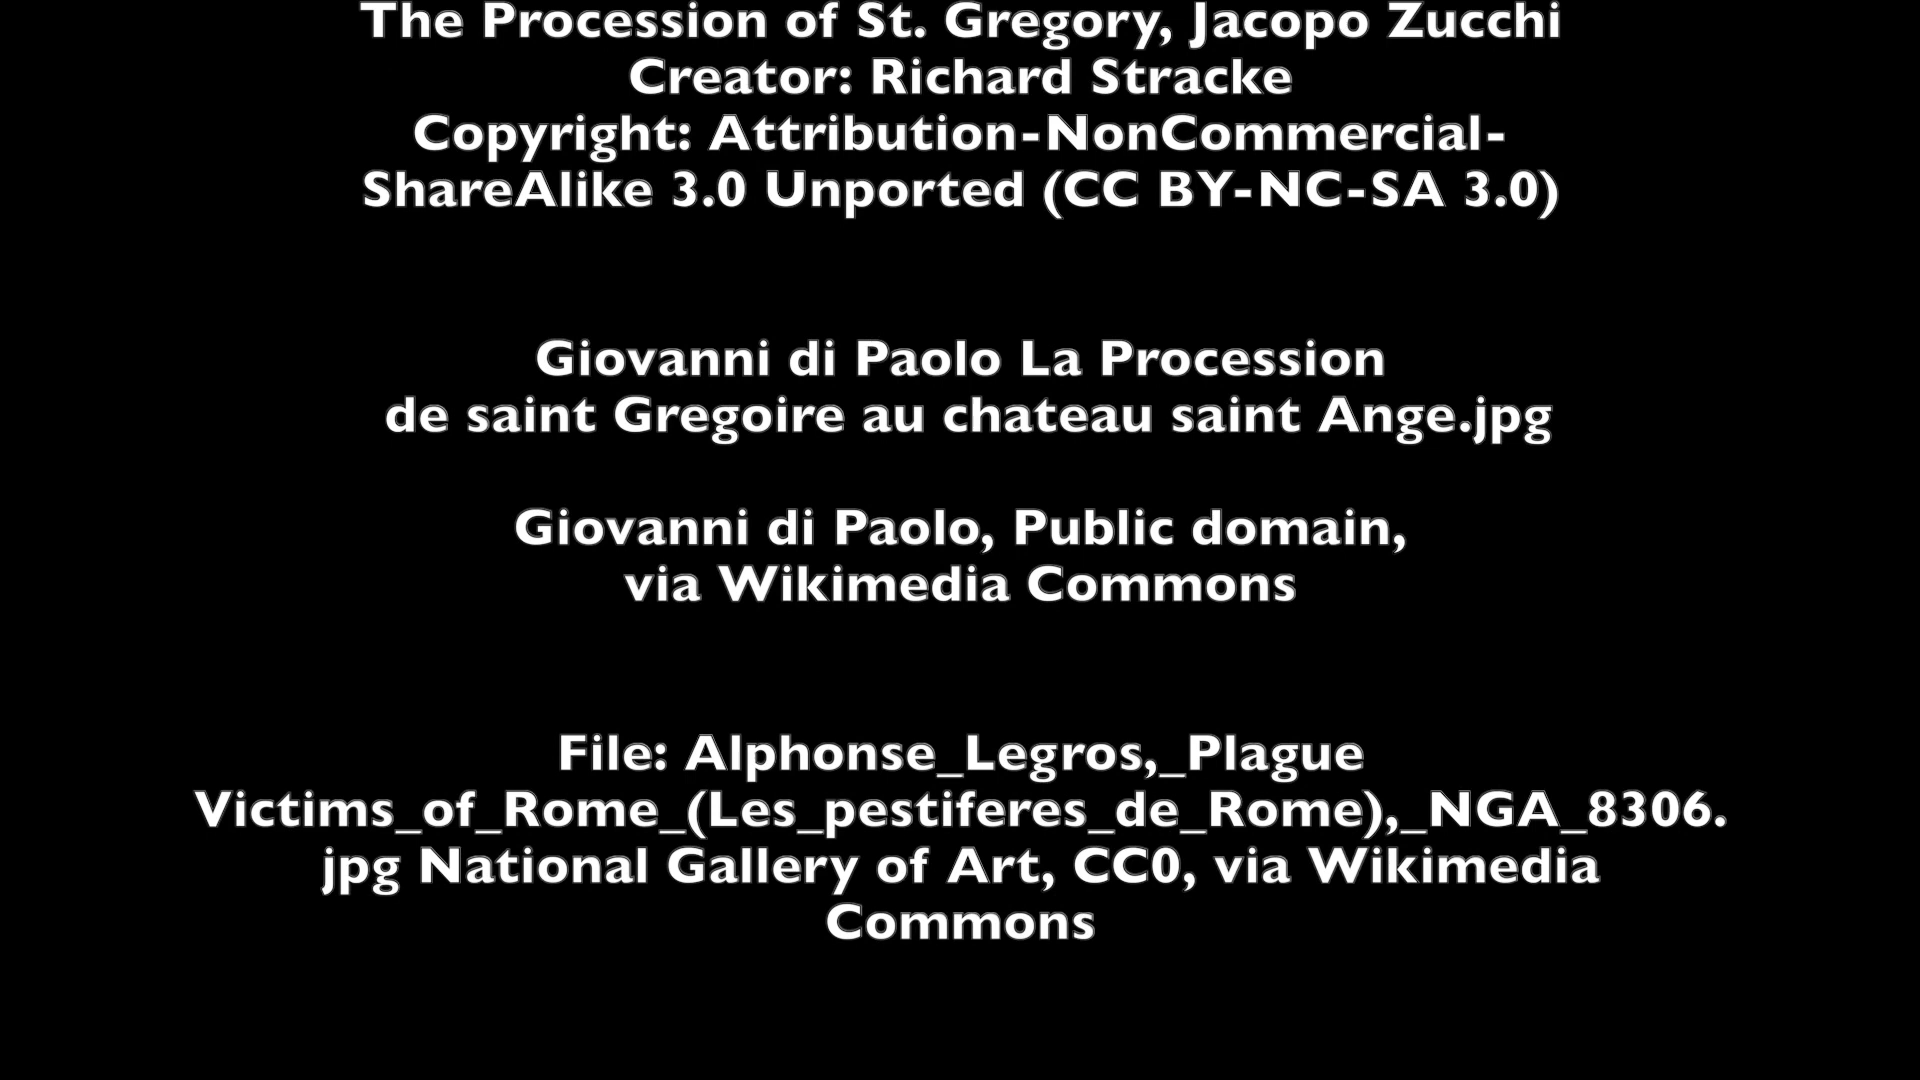 The Procession of St. Gregory, Jacopo Zucchi
Creator: Richard Stracke
Copyright: Attribution-NonCommercial-
ShareAlike 3.0 Unported (CC BY-NC-SA 3.0)
Giovanni di Paolo La Procession
de saint Gregoire au chateau saint Ange.jpg
Giovanni di Paolo, Public domain,
via Wikimedia Commons
File: Alphonse_Legros,_Plague
Victims_of_Rome_(Les_pestiferes_de_Rome),_NGA_8306.
jpg National Gallery of Art, CC0, via Wikimedia
Commons